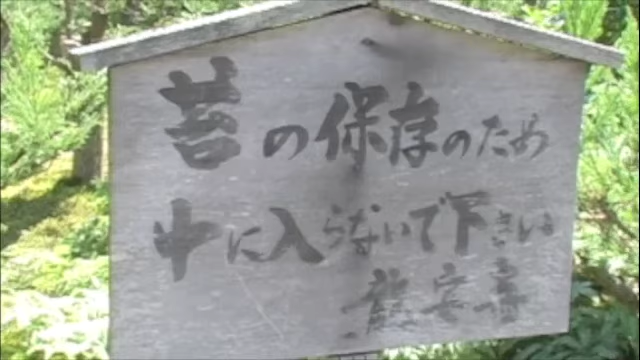 苔の保存のため
中に入らないで下さい
龍安寺